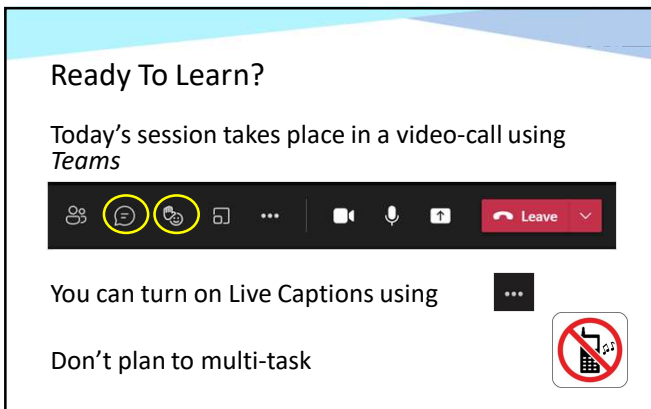 Ready To Learn?
Today's session takes place in a video-call using
Teams
Leave
You can turn on Live Captions using
Don't plan to multi-task